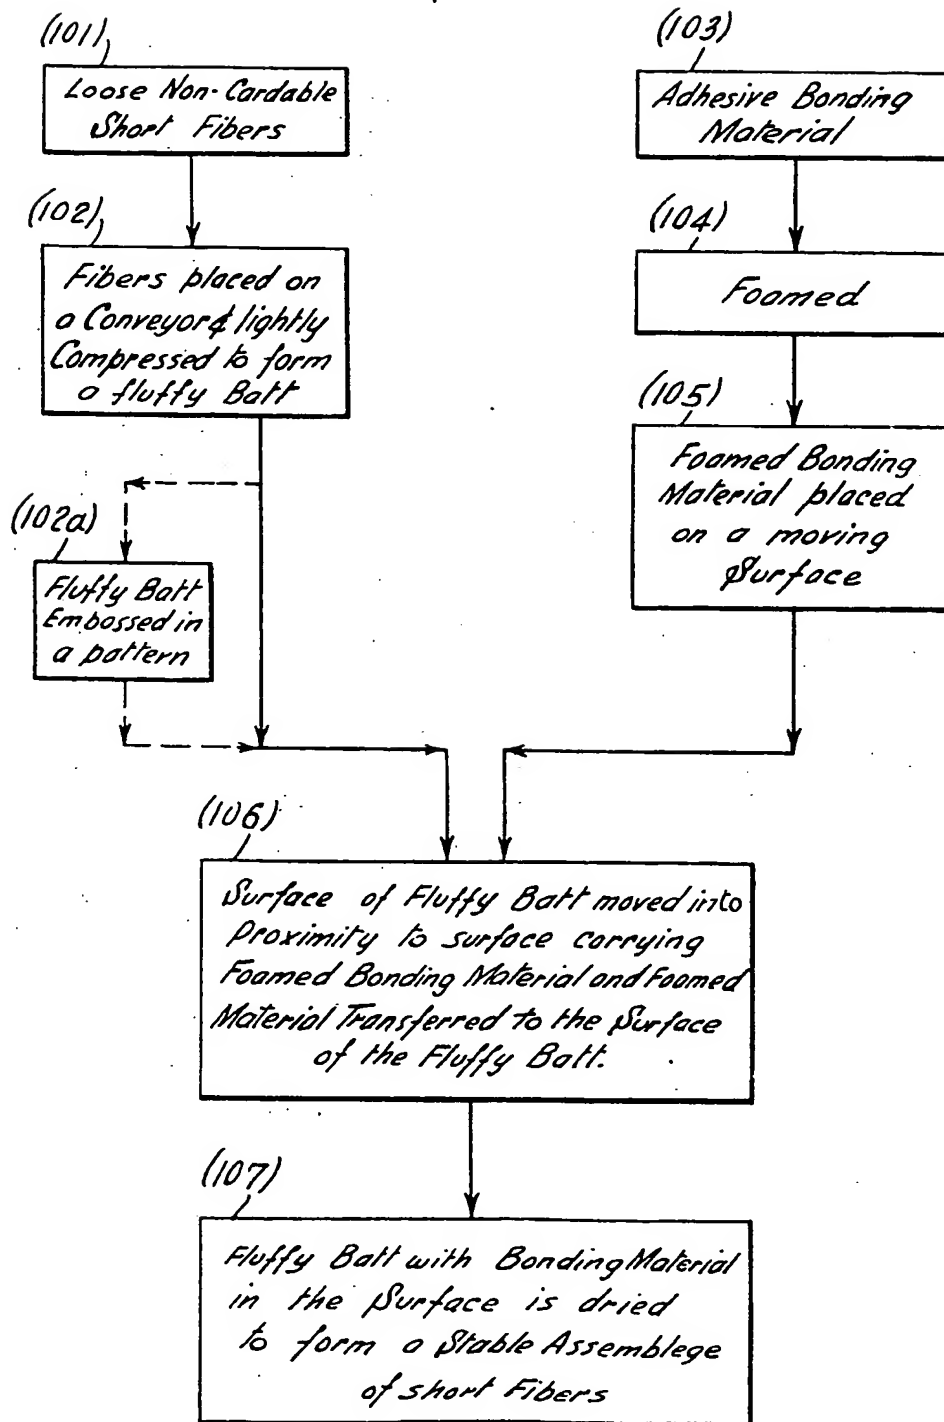 (101)
Loose Non-Cardable
Short Fibers
(102)
Fibers placed on
a Conveyor & lightly
Compressed to form
a fluffy Batt
(102a)
Fluffy Batt
Embossed in
a pattern
(103)
Adhesive Bonding
Material
(104)
Foamed
(105)
Foamed Bonding
Material placed
on a moving
Surface
(106)
Surface of Fluffy Batt moved into
Proximity to surface carrying
Foamed Bonding Material and Foamed
Material Transferred to the Surface
of the Fluffy Batt.
(107)
Fluffy Batt with Bonding Material
in the Surface is dried
to form a Stable Assemblege
of short Fibers